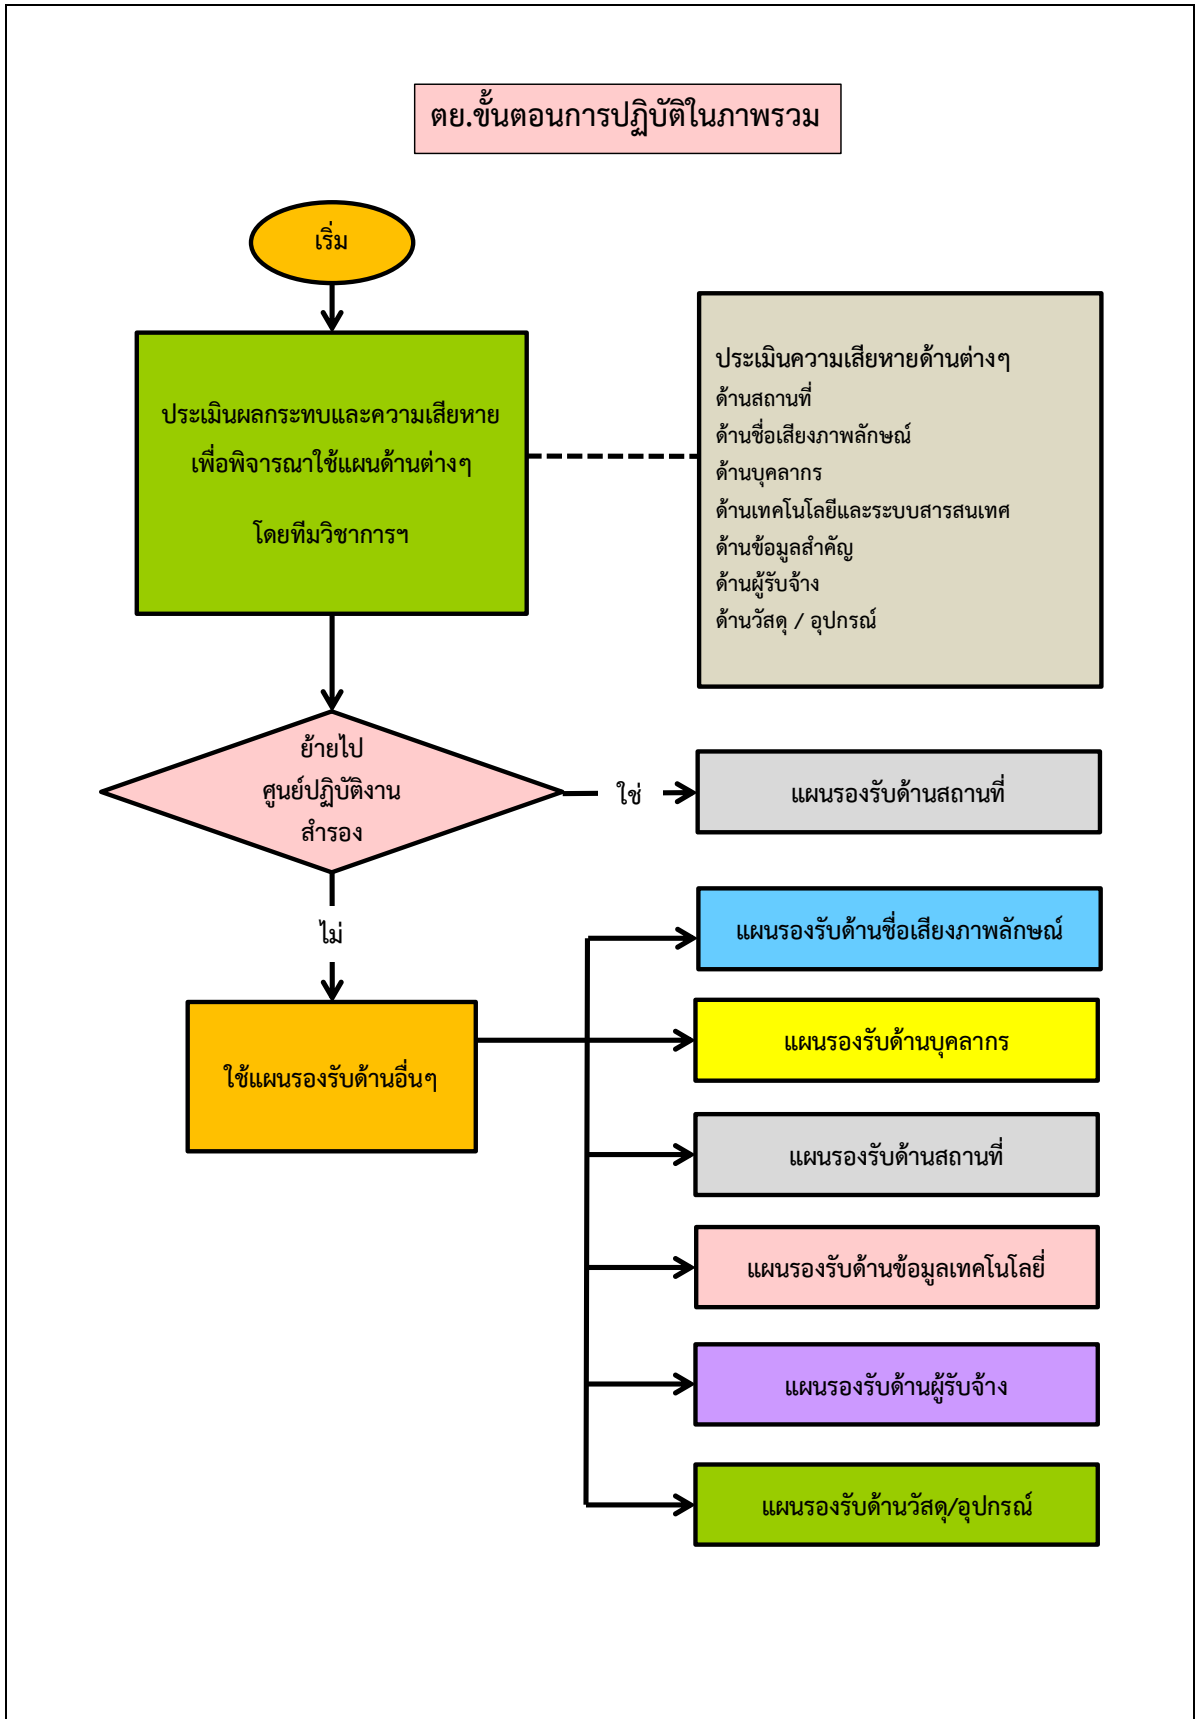 ตย.ขั้นตอนการปฏิบัติในภาพรวม
เริ่ม
ประเมินผลกระทบและความเสียหาย
เพื่อพิจารณาใช้แผนด้านต่างๆ
โดยทีมวิชาการฯ
ประเมินความเสียหายด้านต่างๆ
ด้านสถานที่
ด้านชื่อเสียงภาพลักษณ์
ด้านบุคลากร
ด้านเทคโนโลยีและระบบสารสนเทศ
ด้านข้อมูลสำคัญ
ด้านผู้รับจ้าง
ด้านวัสดุ / อุปกรณ์
ย้ายไป
ศูนย์ปฏิบัติงาน
สำรอง
ใช่
แผนรองรับด้านสถานที่
ไม่
ใช้แผนรองรับด้านอื่นๆ
แผนรองรับด้านชื่อเสียงภาพลักษณ์
แผนรองรับด้านบุคลากร
แผนรองรับด้านสถานที่
แผนรองรับด้านข้อมูลเทคโนโลยี่
แผนรองรับด้านผู้รับจ้าง
แผนรองรับด้านวัสดุ/อุปกรณ์